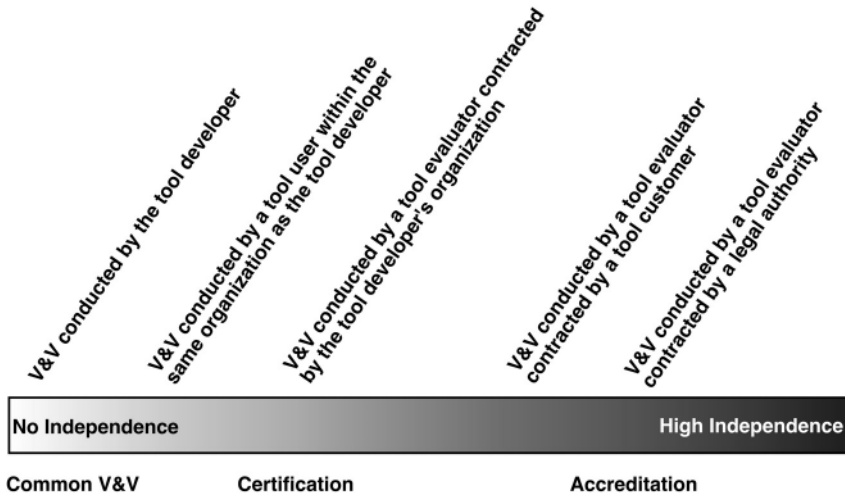 V&V conducted by the tool developer
V&V conducted by a tool user within the
same organization as the tool developer
V&V conducted by a tool evaluator contracted
by the tool developer's organization
V&V conducted by a tool evaluator
contracted by a tool customer
V&V conducted by a tool evaluator
contracted by a legal authority
No Independence
High Independence
Common V&V
Certification
Accreditation